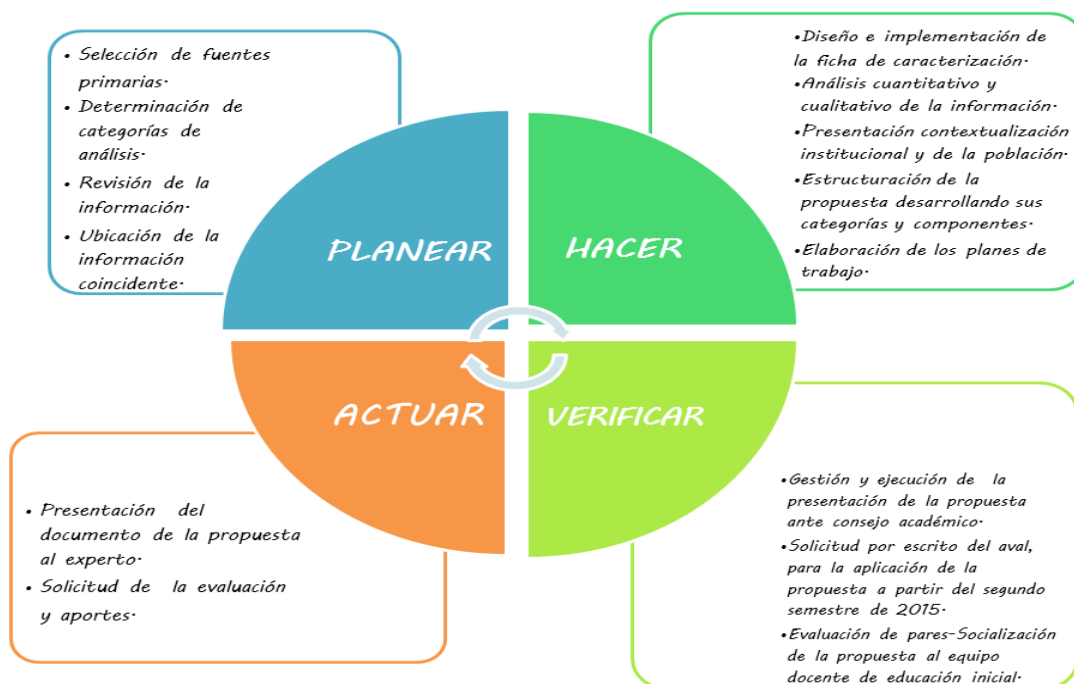 • Selección de fuentes
primarias.
• Determinación de
categorías de
análisis.
• Revisión de la
información.
• Ubicación de la
información
coincidente.
PLANEAR
•Diseño e implementación de
la ficha de caracterización.
•Análisis cuantitativo y
cualitativo de la información.
•Presentación contextualización
institucional y de la población.
•Estructuración de la
propuesta desarrollando sus
categorías y componentes.
•Elaboración de los planes de
trabajo.
HACER
ACTUAR
• Presentación del
documento de la propuesta
al experto.
• Solicitud de la evaluación
y aportes.
VERIFICAR
•Gestión y ejecución de la
presentación de la propuesta
ante consejo académico.
•Solicitud por escrito del aval,
para la aplicación de la
propuesta a partir del segundo
semestre de 2015.
•Evaluación de pares-Socialización
de la propuesta al equipo
docente de educación inicial.